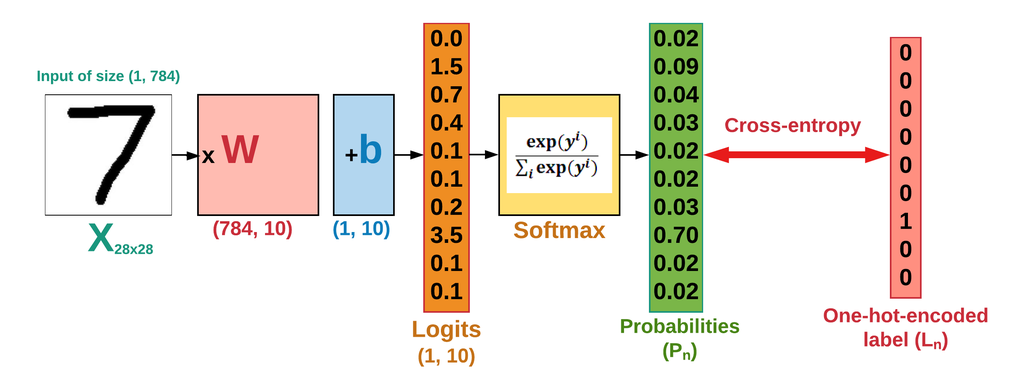 Input of size (1, 784)
7
X28x28
x W
(784, 10)
+b
(1, 10)
0.0
1.5
0.7
0.4
0.1
0.1
0.2
3.5
0.1
0.1
Logits
(1, 10)
exp(yⁱ)
∑ᵢ exp(yⁱ)
Softmax
0.02
0.09
0.04
0.03
0.02
0.02
0.03
0.70
0.02
0.02
Probabilities
(Pₙ)
Cross-entropy
0
0
0
0
0
0
1
0
0
One-hot-encoded
label (Lₙ)